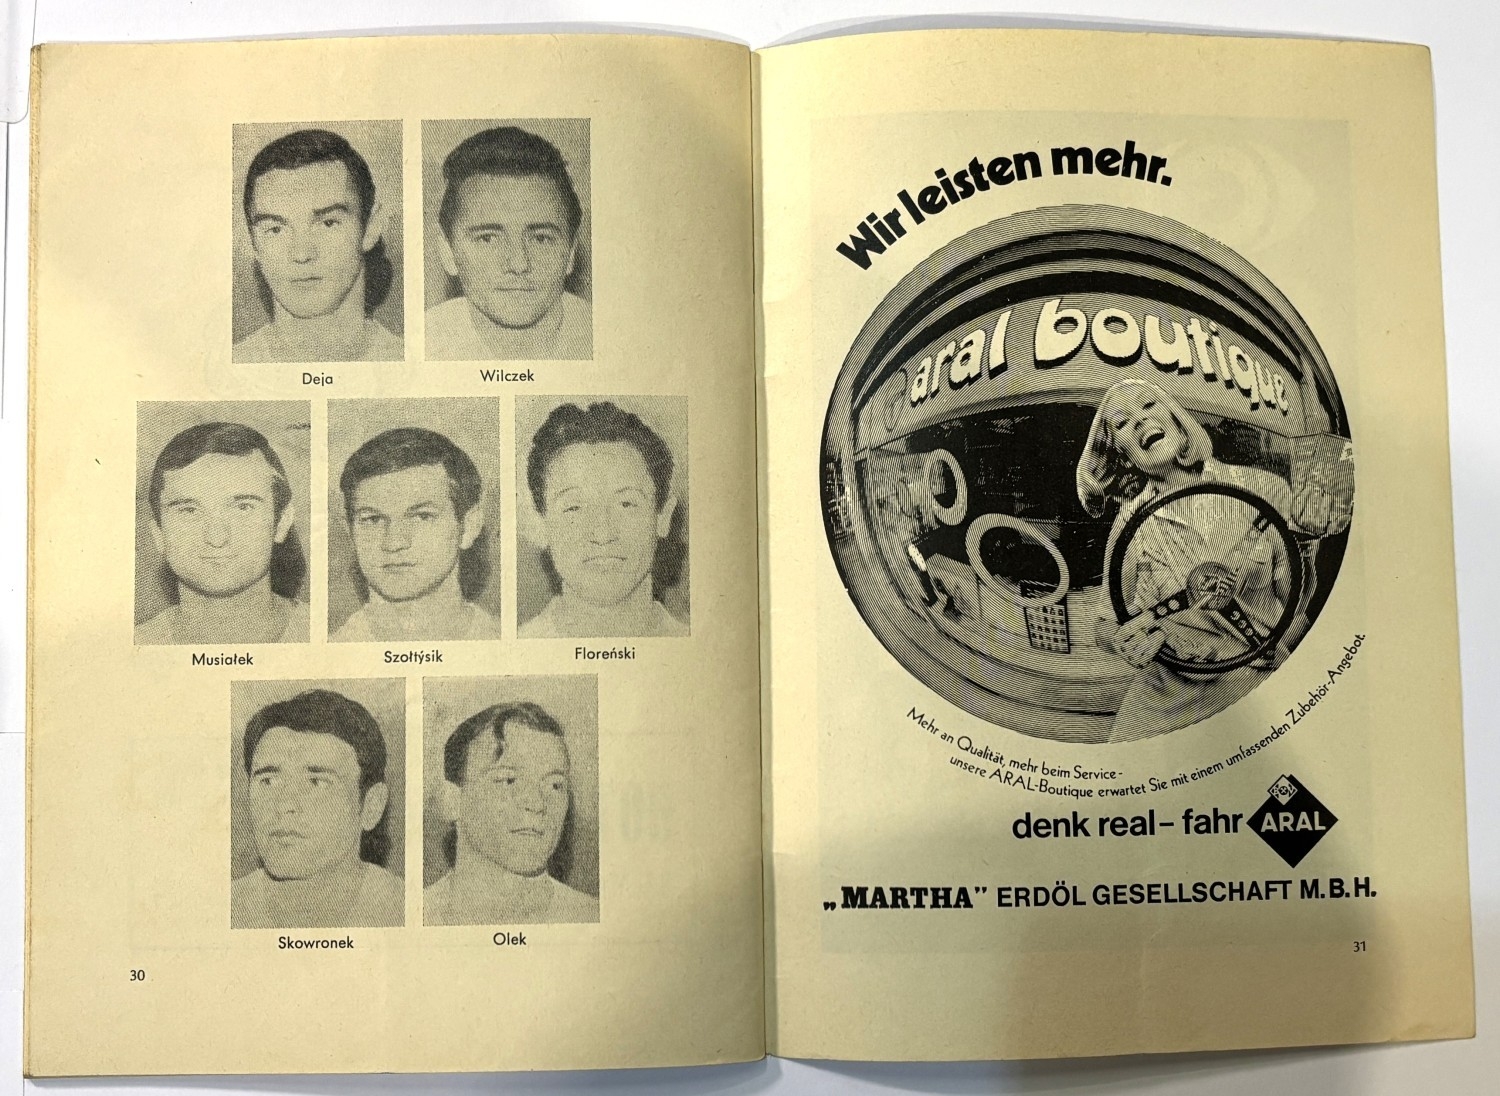 Deja
Wilczek
Musiałek
Szołtýsik
Floreński
Skowronek
Olek
30
Wir leisten mehr.
aral boutique
Mehr an Qualität, mehr beim Service-
unsere ARAL-Boutique erwartet Sie mit einem umfassenden Zubehör-Angebot.
denk real – fahr ARAL
„MARTHA” ERDÖL GESELLSCHAFT M.B.H.
31